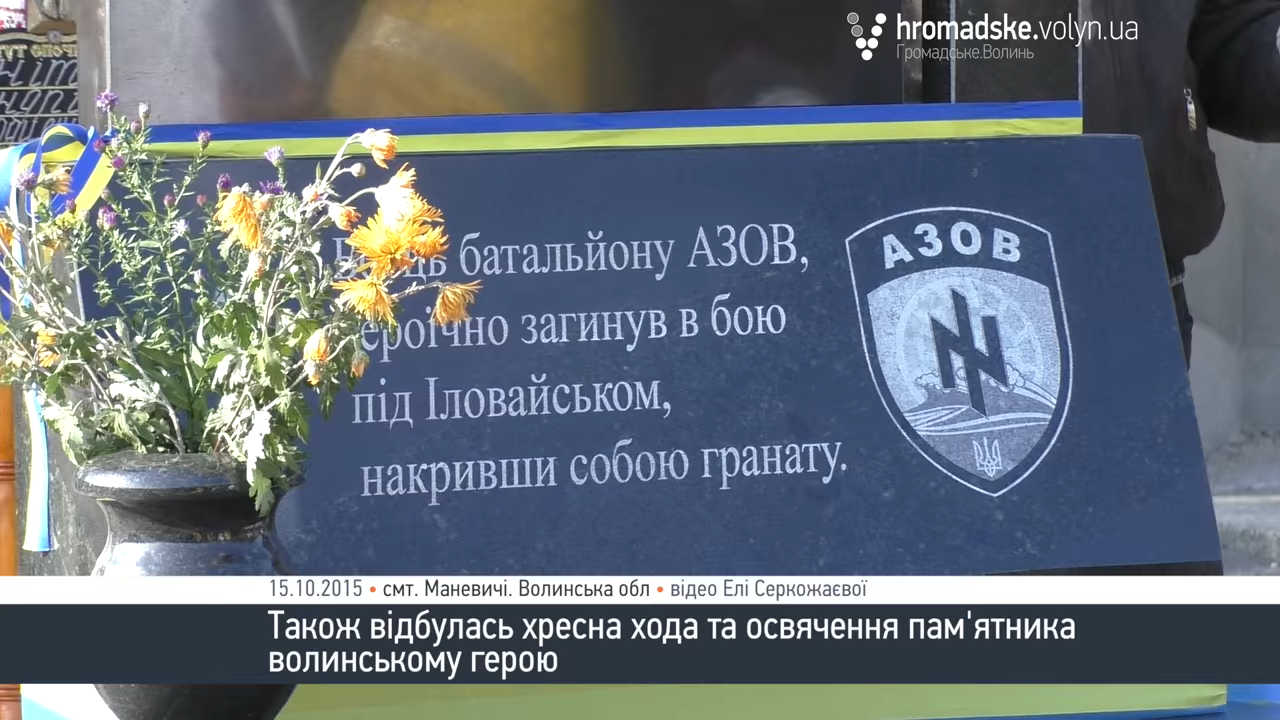 hromadske.volyn.ua
Громадське.Волинь
батальйону АЗОВ,
загинув в бою
під Іловайськом,
накривши собою гранату.
АЗОВ
15.10.2015 • смт. Маневичі. Волинська обл • відео Елі Серкожаєвої
Також відбулась хресна хода та освячення пам'ятника
волинському герою